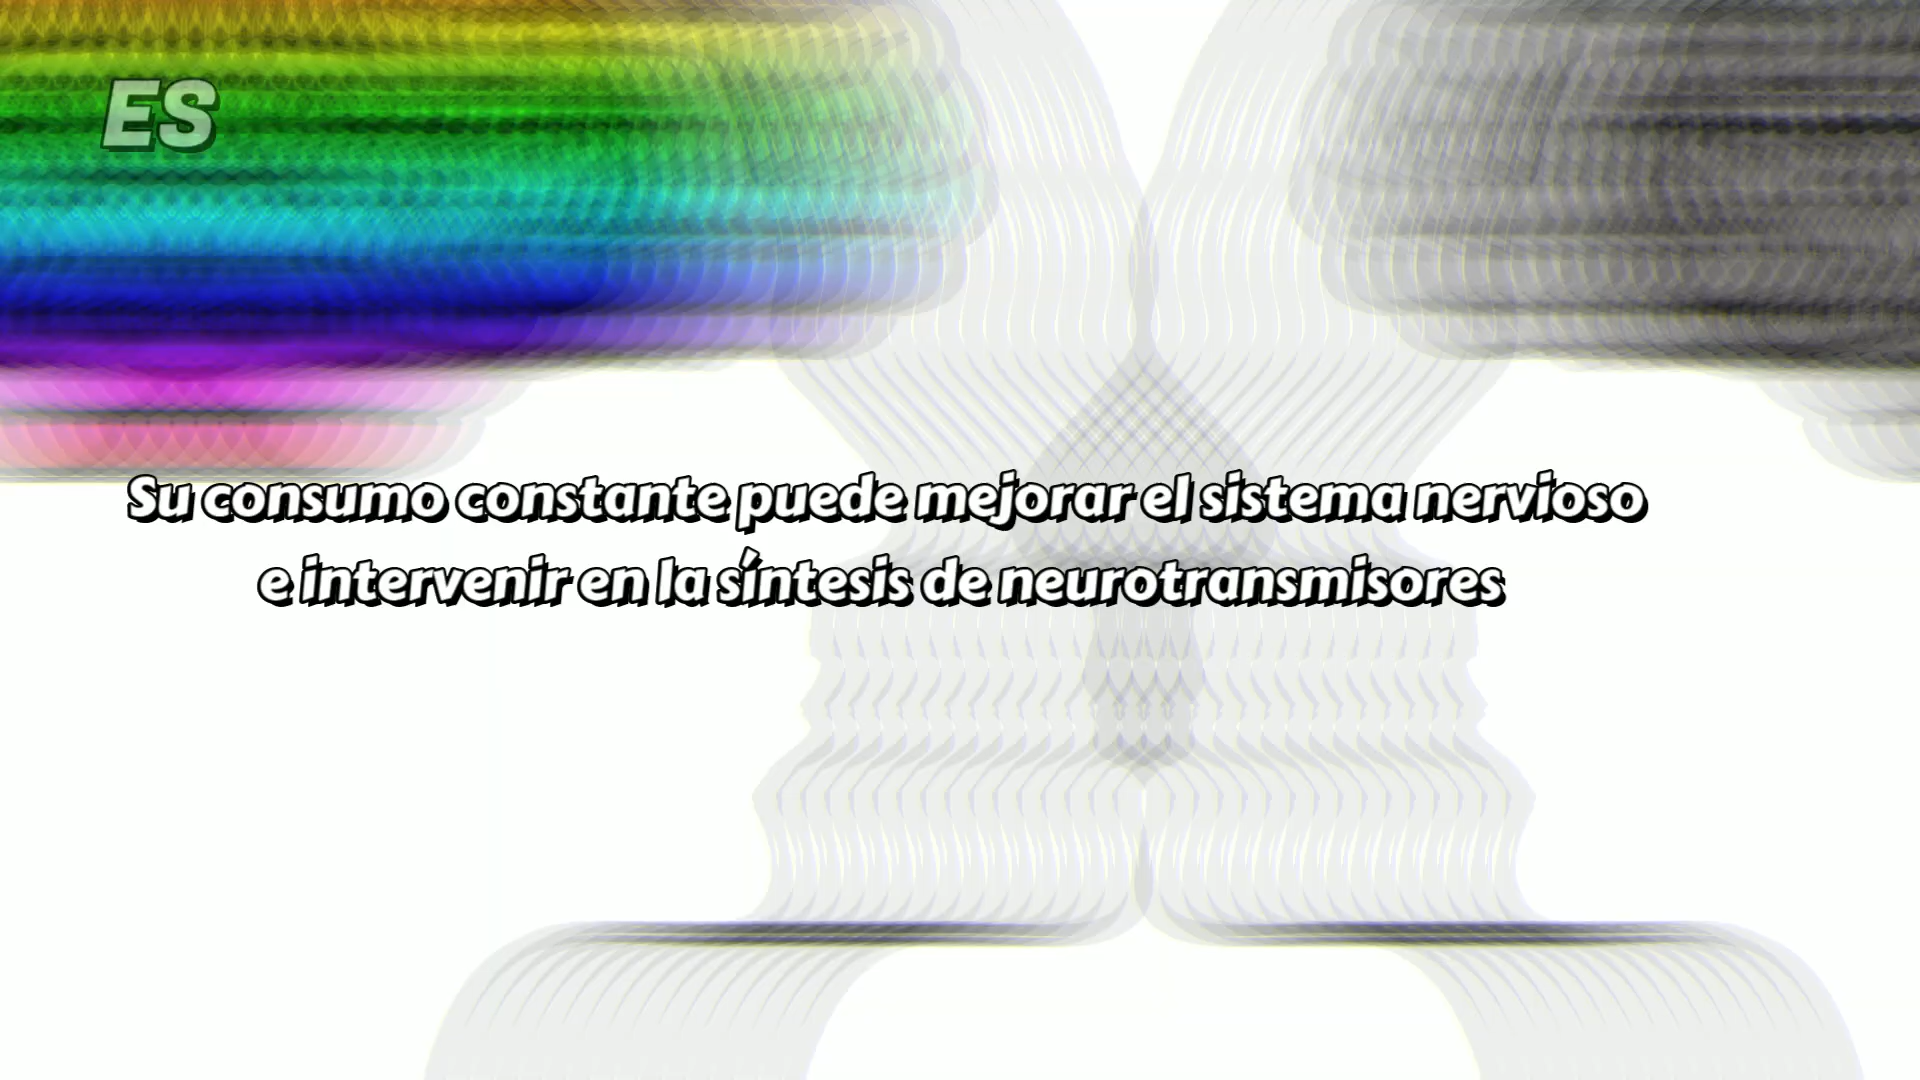 ES
Su consumo constante puede mejorar el sistema nervioso
e intervenir en la síntesis de neurotransmisores